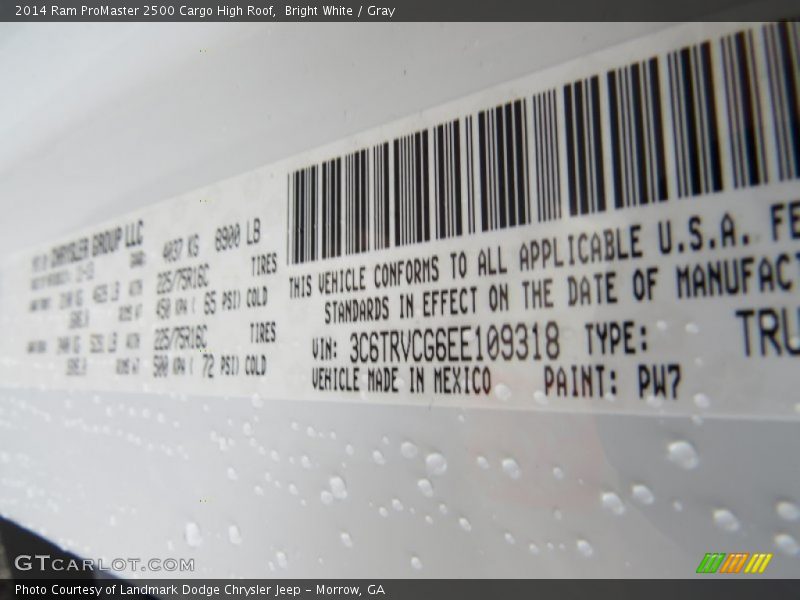 2014 Ram ProMaster 2500 Cargo High Roof, Bright White / Gray
CHRYSLER GROUP LLC 4037 KG 6900 LB
225/75R16C TIRES
450 KPA ( 65 PSI) COLD
225/75R16C TIRES
500 KPA ( 72 PSI) COLD
THIS VEHICLE CONFORMS TO ALL APPLICABLE U.S.A. FE
STANDARDS IN EFFECT ON THE DATE OF MANUFACT
VIN: 3C6TRVCG6EE109318 TYPE: TRU
VEHICLE MADE IN MEXICO PAINT: PW7
GTCARLOT.COM
Photo Courtesy of Landmark Dodge Chrysler Jeep - Morrow, GA